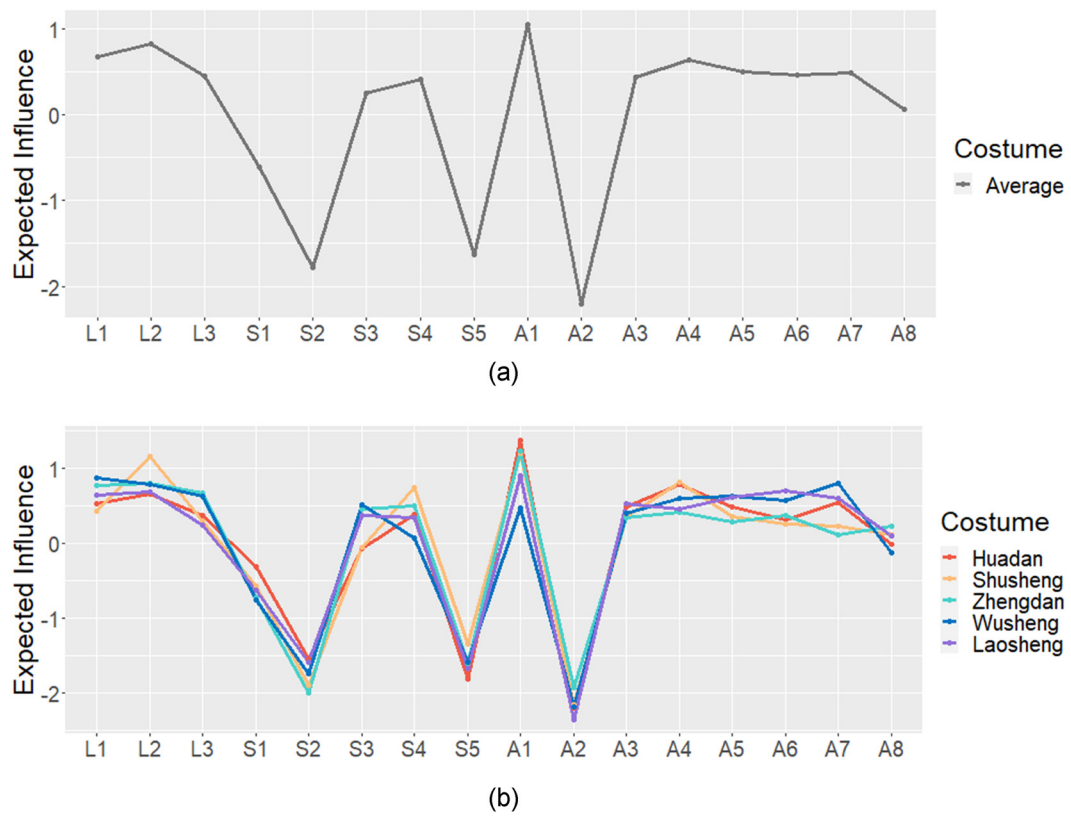 Expected Influence
1
0
-1
-2
L1 L2 L3 S1 S2 S3 S4 S5 A1 A2 A3 A4 A5 A6 A7 A8
Costume
Average
(a)
Expected Influence
1
0
-1
-2
L1 L2 L3 S1 S2 S3 S4 S5 A1 A2 A3 A4 A5 A6 A7 A8
Costume
Huadan
Shusheng
Zhengdan
Wusheng
Laosheng
(b)